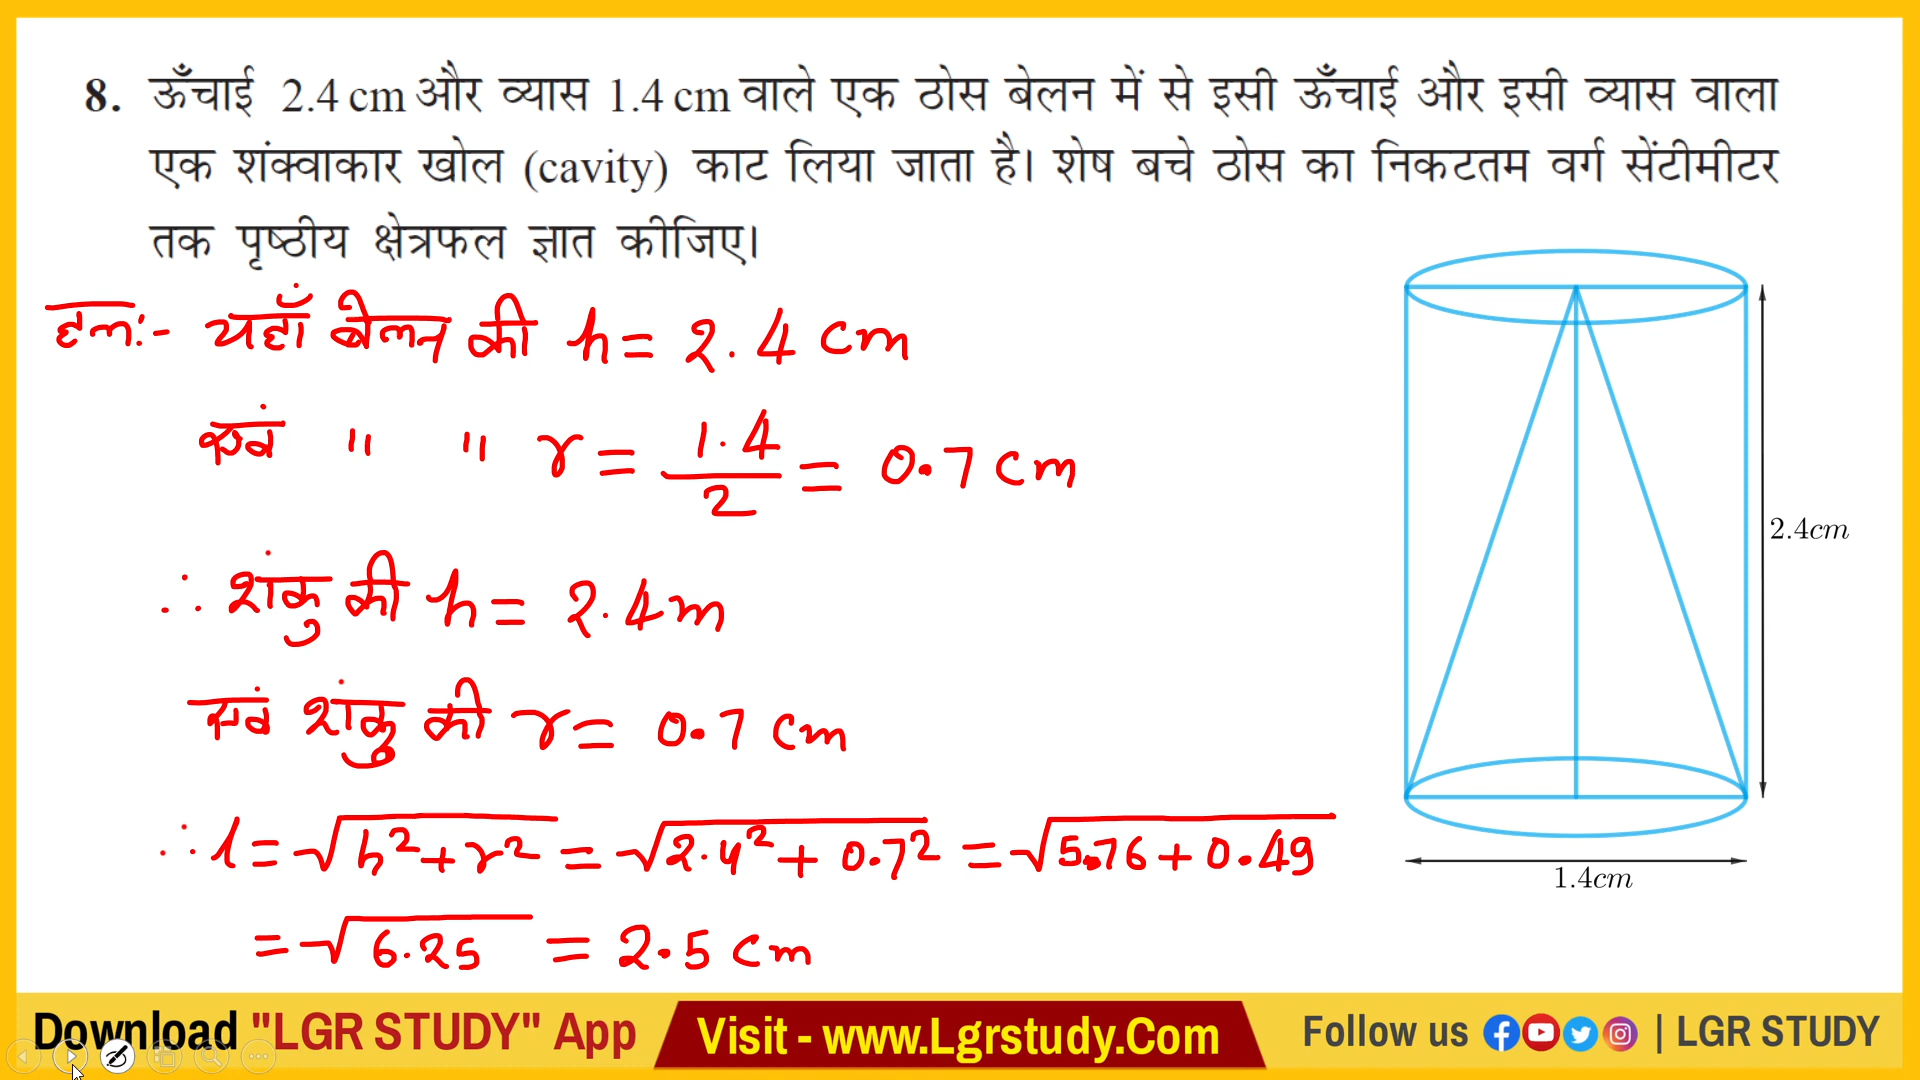 8. ऊँचाई 2.4 cm और व्यास 1.4 cm वाले एक ठोस बेलन में से इसी ऊँचाई और इसी व्यास वाला
एक शंक्वाकार खोल (cavity) काट लिया जाता है। शेष बचे ठोस का निकटतम वर्ग सेंटीमीटर
तक पृष्ठीय क्षेत्रफल ज्ञात कीजिए।
हल:- यहाँ बेलन की h = 2.4 cm
एवं " " r = 1.4/2 = 0.7 cm
∴ शंकु की h = 2.4 m
एवं शंकु की r = 0.7 cm
∴ l = √h²+r² = √2.4²+0.7² = √5.76+0.49
= √6.25 = 2.5 cm
2.4cm
1.4cm
Download "LGR STUDY" App
Visit - www.Lgrstudy.Com
Follow us | LGR STUDY